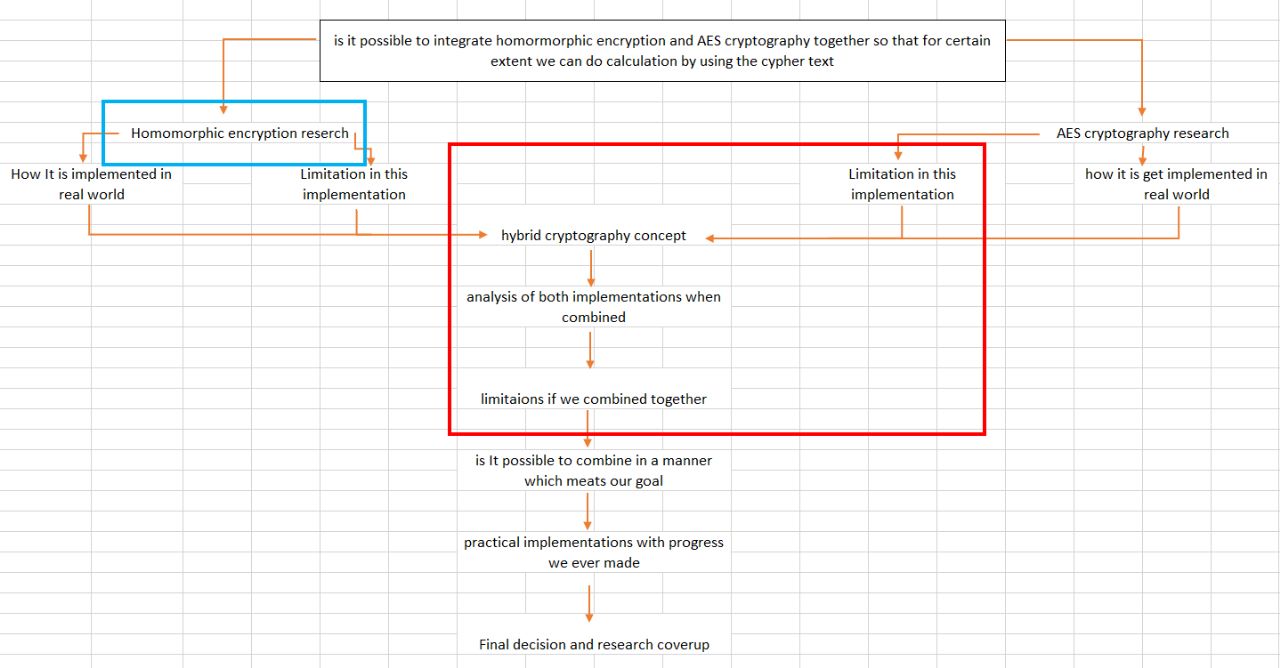 is it possible to integrate homormorphic encryption and AES cryptography together so that for certain
extent we can do calculation by using the cypher text
Homomorphic encryption reserch
AES cryptography research
How It is implemented in
real world
Limitation in this
implementation
Limitation in this
implementation
how it is get implemented in
real world
hybrid cryptography concept
analysis of both implementations when
combined
limitaions if we combined together
is It possible to combine in a manner
which meats our goal
practical implementations with progress
we ever made
Final decision and research coverup